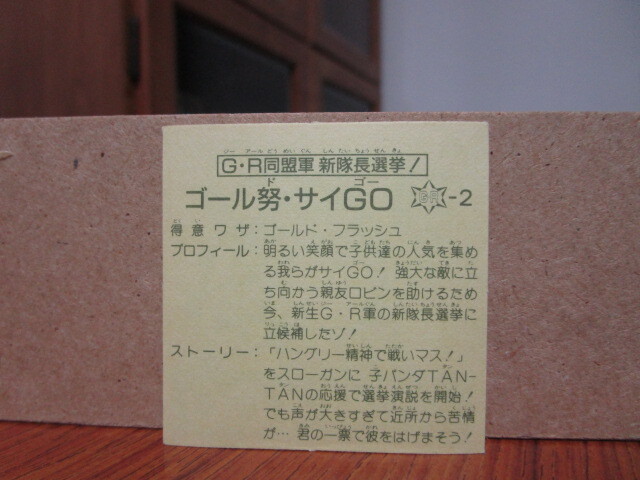 G・R同盟軍 新隊長選挙!
ゴール努・サイGO -2
得意ワザ:ゴールド・フラッシュ
プロフィール:明るい笑顔で子供達の人気を集め
る我らがサイGO! 強大な敵に立
ち向かう親友ロビンを助けるため
今、新生G・R軍の新隊長選挙に
立候補したゾ!
ストーリー:「ハングリー精神で戦いマス!」
をスローガンに 子パンダTAN-
TANの応援で選挙演説を開始!
でも声が大きすぎて近所から苦情
が… 君の一票で彼をはげまそう!